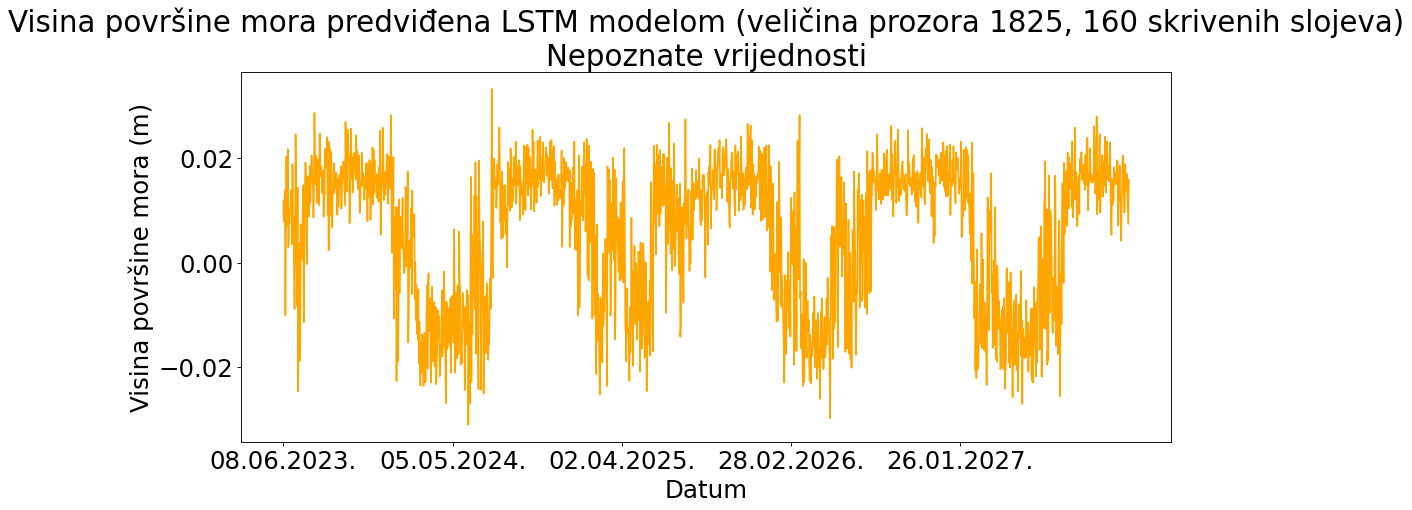 Visina površine mora predviđena LSTM modelom (veličina prozora 1825, 160 skrivenih slojeva)
Nepoznate vrijednosti
Visina površine mora (m)
0.02
0.00
−0.02
08.06.2023. 05.05.2024. 02.04.2025. 28.02.2026. 26.01.2027.
Datum